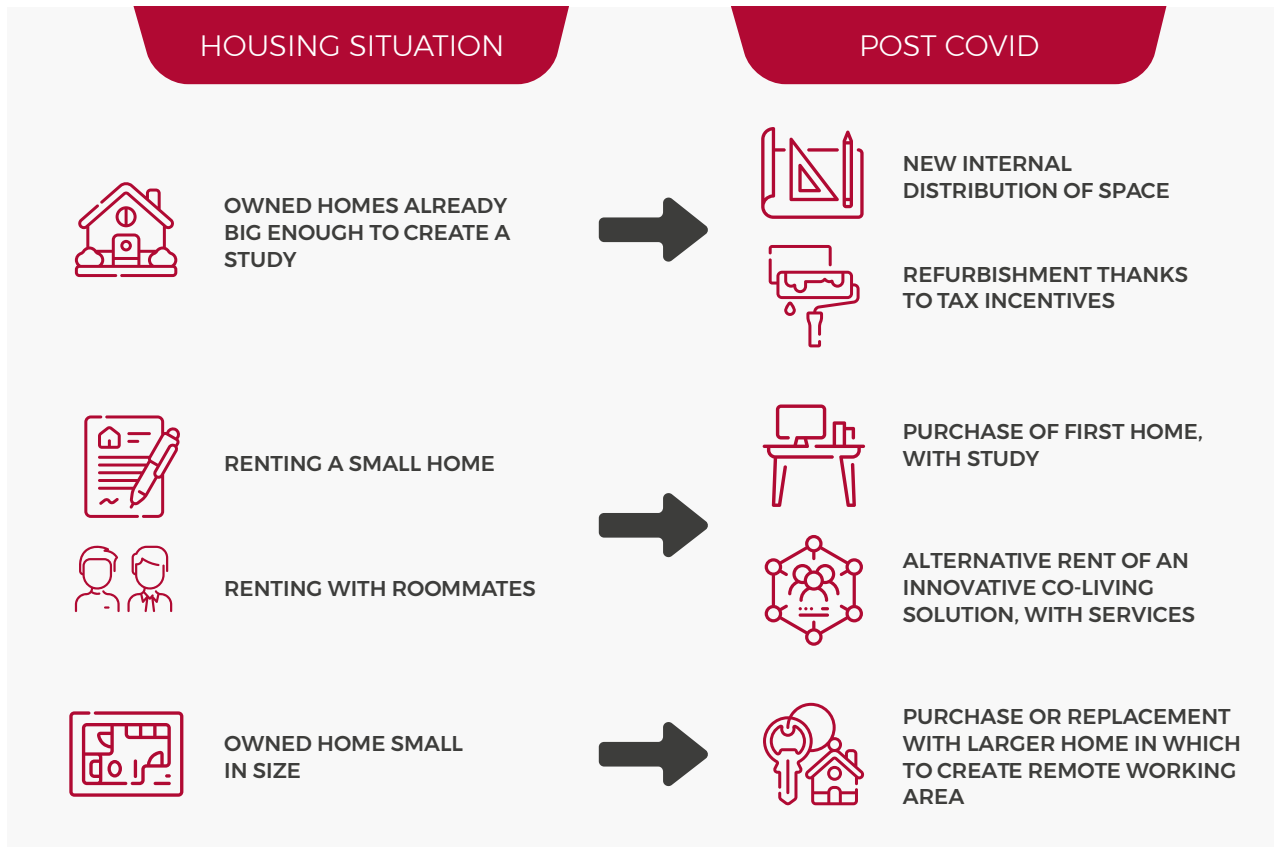 HOUSING SITUATION
POST COVID
OWNED HOMES ALREADY
BIG ENOUGH TO CREATE A
STUDY
NEW INTERNAL
DISTRIBUTION OF SPACE
REFURBISHMENT THANKS
TO TAX INCENTIVES
RENTING A SMALL HOME
RENTING WITH ROOMMATES
PURCHASE OF FIRST HOME,
WITH STUDY
ALTERNATIVE RENT OF AN
INNOVATIVE CO-LIVING
SOLUTION, WITH SERVICES
OWNED HOME SMALL
IN SIZE
PURCHASE OR REPLACEMENT
WITH LARGER HOME IN WHICH
TO CREATE REMOTE WORKING
AREA